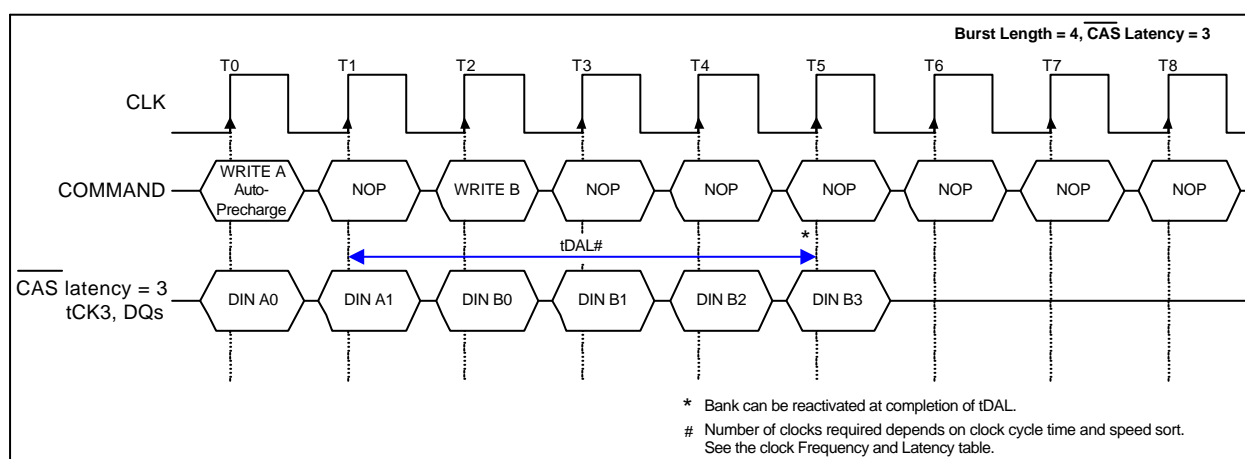 Burst Length = 4, CAS Latency = 3
T0 T1 T2 T3 T4 T5 T6 T7 T8
CLK
COMMAND
WRITE A
Auto-
Precharge
NOP
WRITE B
NOP
NOP
NOP
NOP
NOP
NOP
tDAL#
*
CAS latency = 3
tCK3, DQs
DIN A0
DIN A1
DIN B0
DIN B1
DIN B2
DIN B3
* Bank can be reactivated at completion of tDAL.
# Number of clocks required depends on clock cycle time and speed sort.
See the clock Frequency and Latency table.